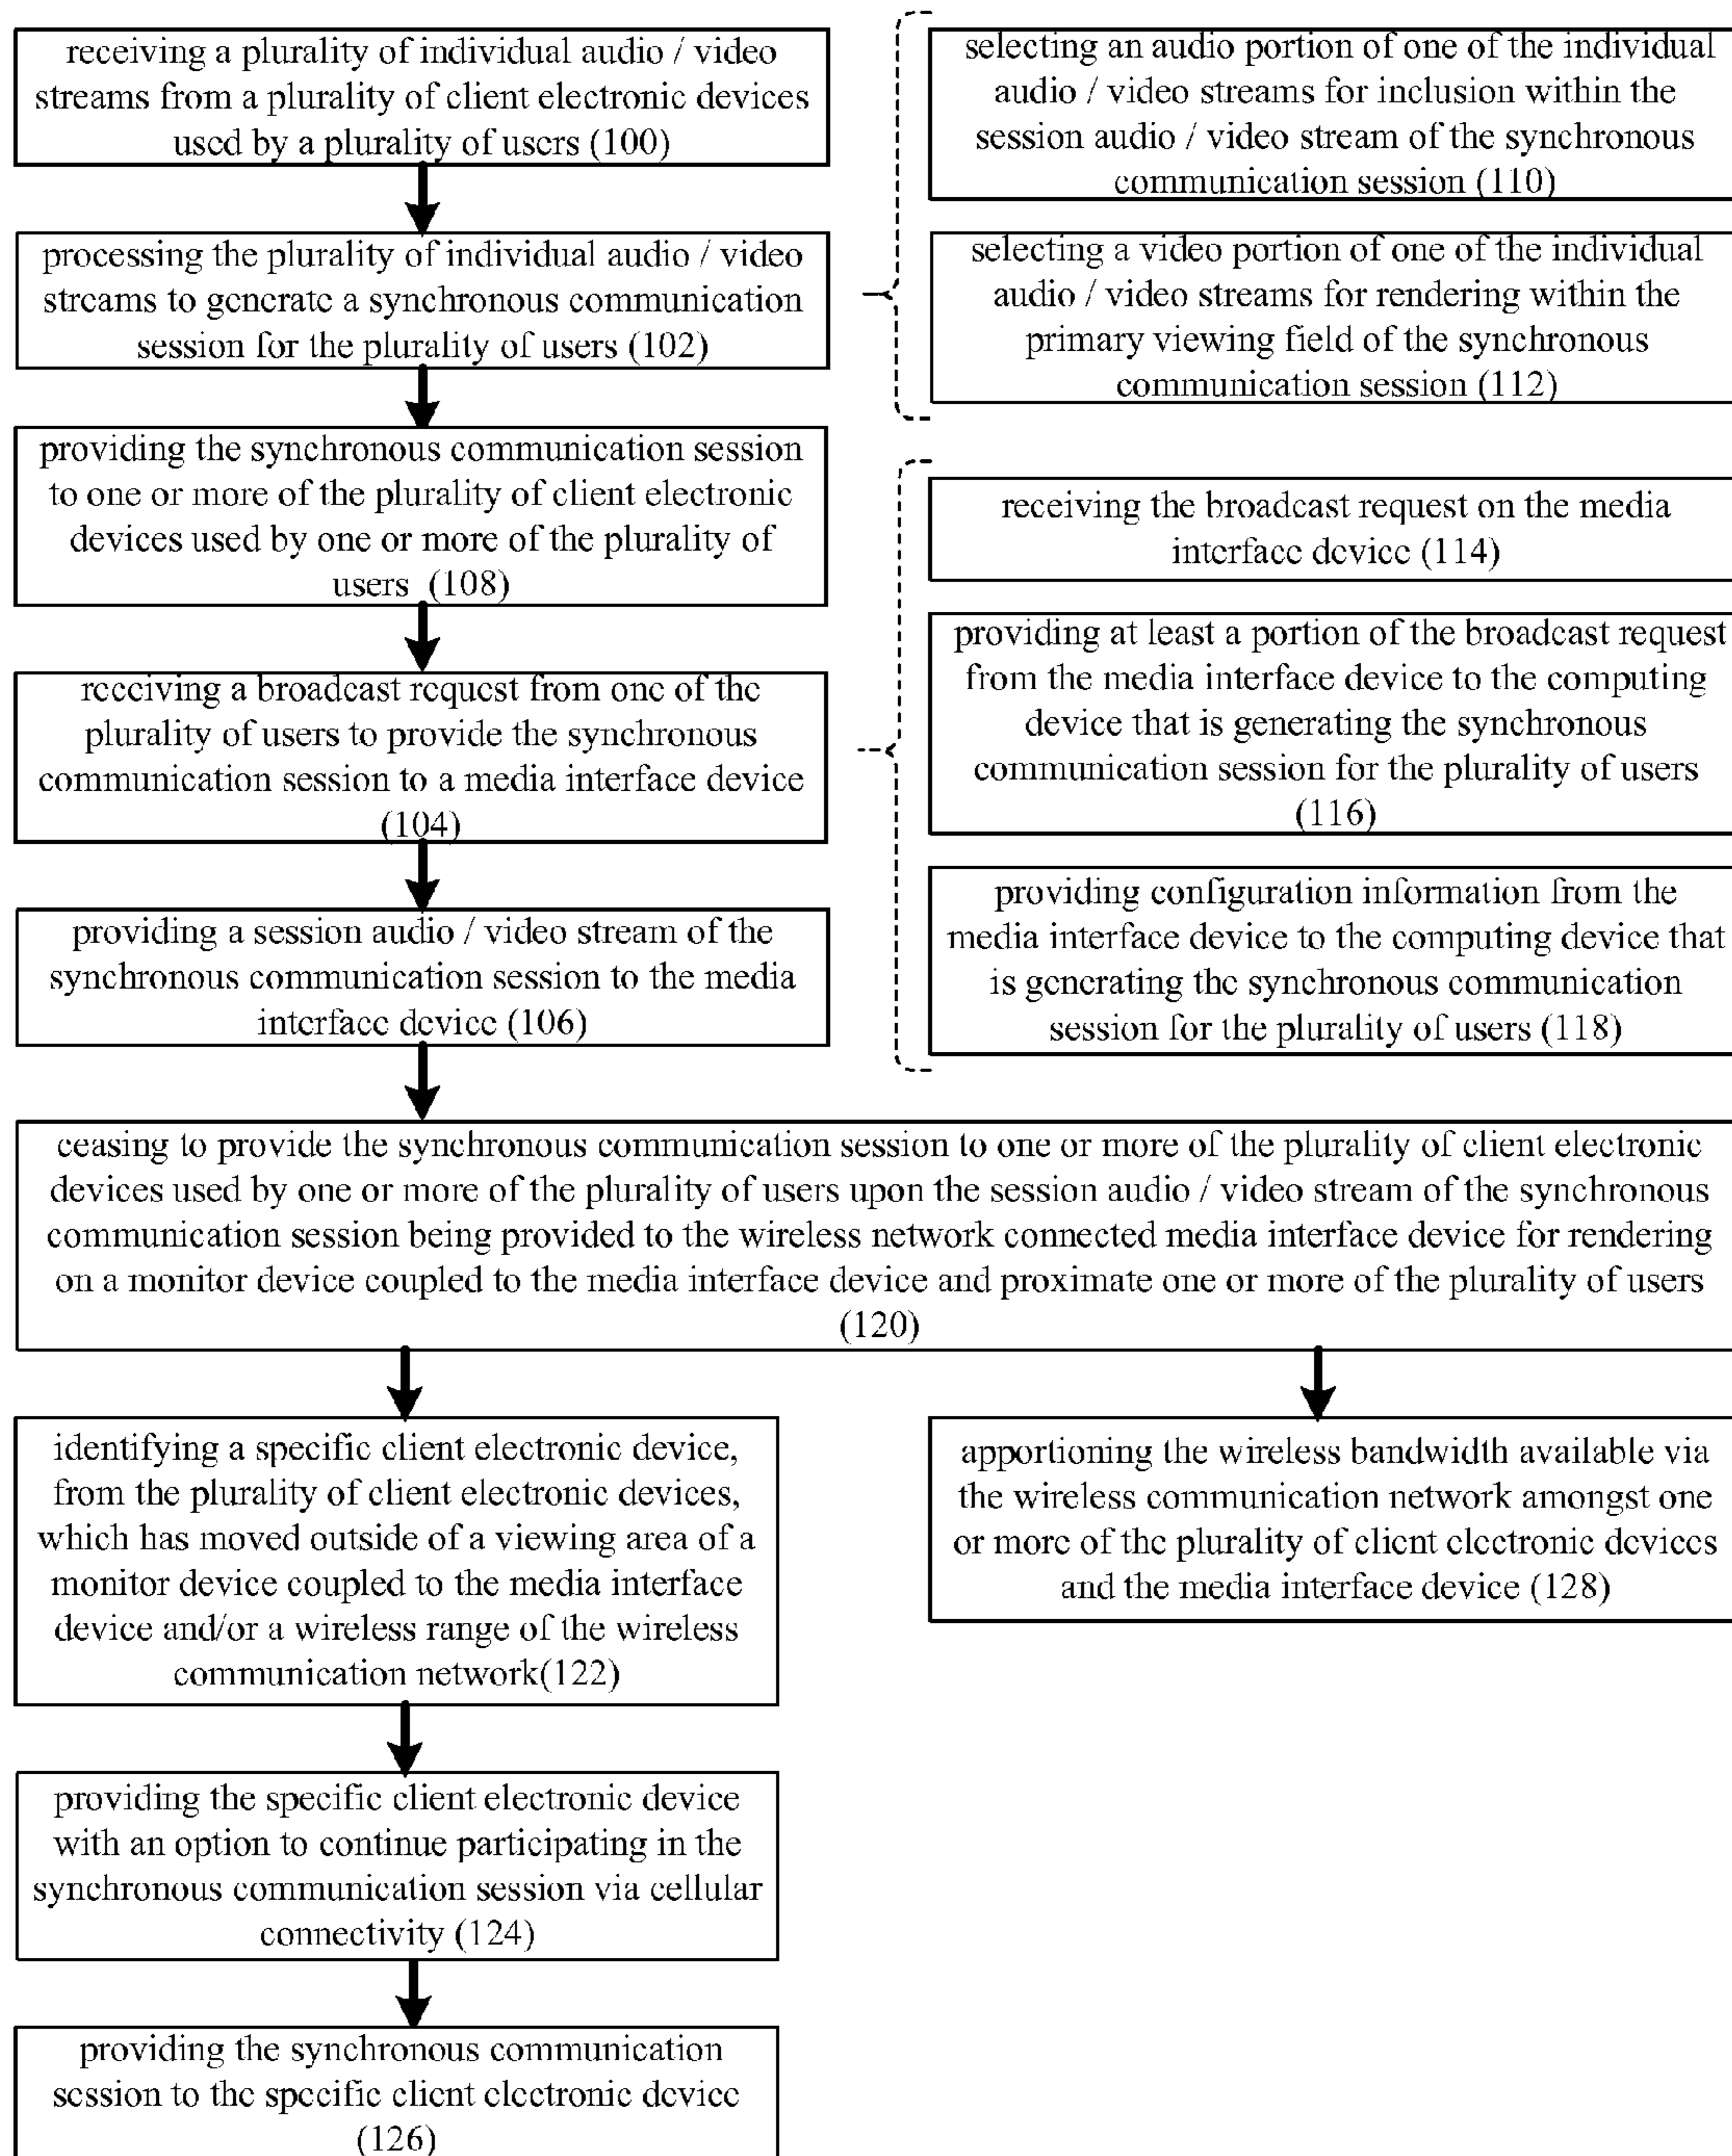 receiving a plurality of individual audio / video
streams from a plurality of client electronic devices
used by a plurality of users (100)
processing the plurality of individual audio / video
streams to generate a synchronous communication
session for the plurality of users (102)
selecting an audio portion of one of the individual
audio / video streams for inclusion within the
session audio / video stream of the synchronous
communication session (110)
selecting a video portion of one of the individual
audio / video streams for rendering within the
primary viewing field of the synchronous
communication session (112)
providing the synchronous communication session
to one or more of the plurality of client electronic
devices used by one or more of the plurality of
users (108)
receiving a broadcast request from one of the
plurality of users to provide the synchronous
communication session to a media interface device
(104)
receiving the broadcast request on the media
interface device (114)
providing at least a portion of the broadcast request
from the media interface device to the computing
device that is generating the synchronous
communication session for the plurality of users
(116)
providing configuration information from the
media interface device to the computing device that
is generating the synchronous communication
session for the plurality of users (118)
providing a session audio / video stream of the
synchronous communication session to the media
interface device (106)
ceasing to provide the synchronous communication session to one or more of the plurality of client electronic
devices used by one or more of the plurality of users upon the session audio / video stream of the synchronous
communication session being provided to the wireless network connected media interface device for rendering
on a monitor device coupled to the media interface device and proximate one or more of the plurality of users
(120)
identifying a specific client electronic device,
from the plurality of client electronic devices,
which has moved outside of a viewing area of a
monitor device coupled to the media interface
device and/or a wireless range of the wireless
communication network(122)
apportioning the wireless bandwidth available via
the wireless communication network amongst one
or more of the plurality of client electronic devices
and the media interface device (128)
providing the specific client electronic device
with an option to continue participating in the
synchronous communication session via cellular
connectivity (124)
providing the synchronous communication
session to the specific client electronic device
(126)